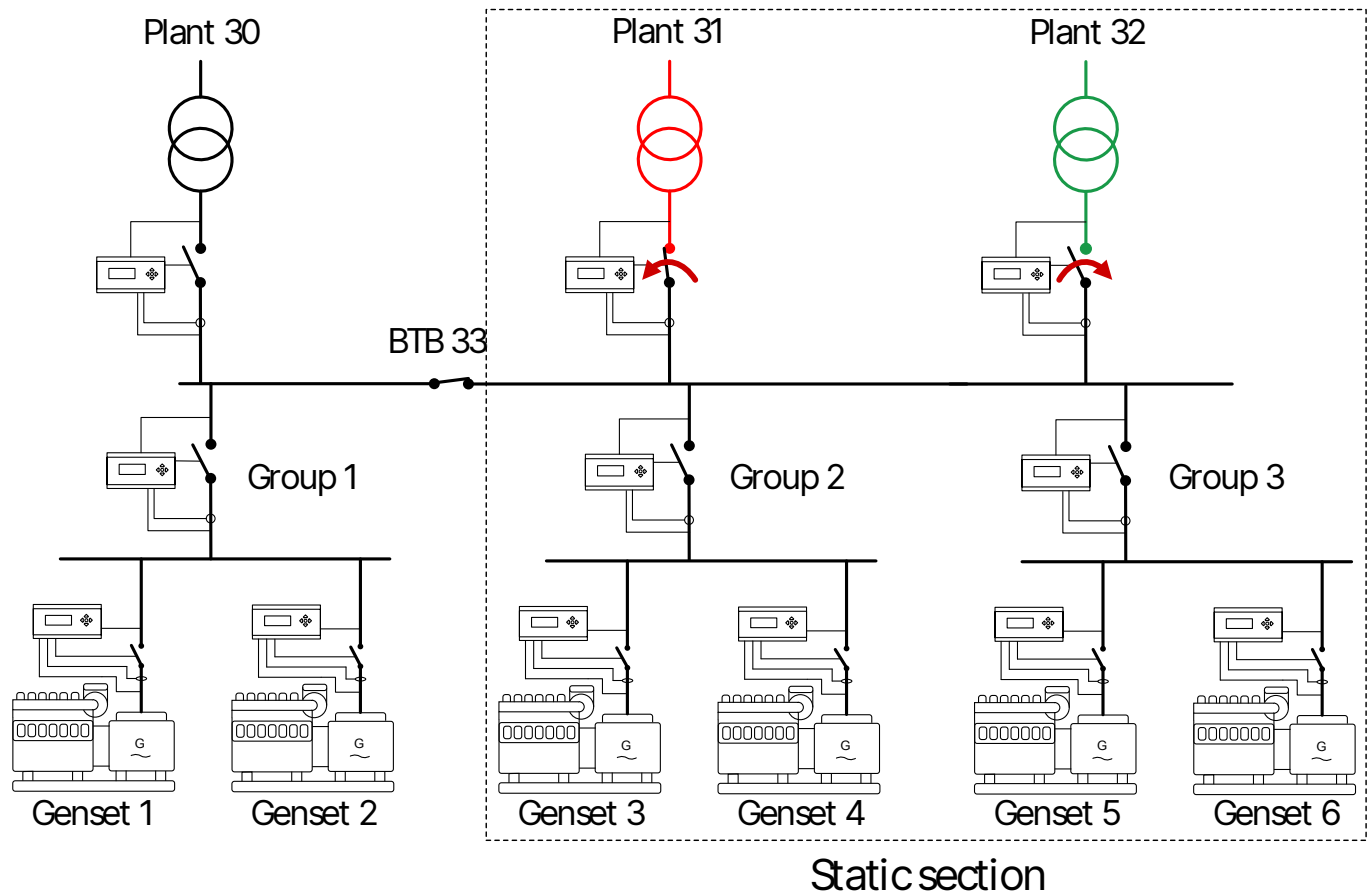 Plant 30
Plant 31
Plant 32
BTB 33
Group 1
Group 2
Group 3
G
G
G
G
G
G
Genset 1
Genset 2
Genset 3
Genset 4
Genset 5
Genset 6
Static section